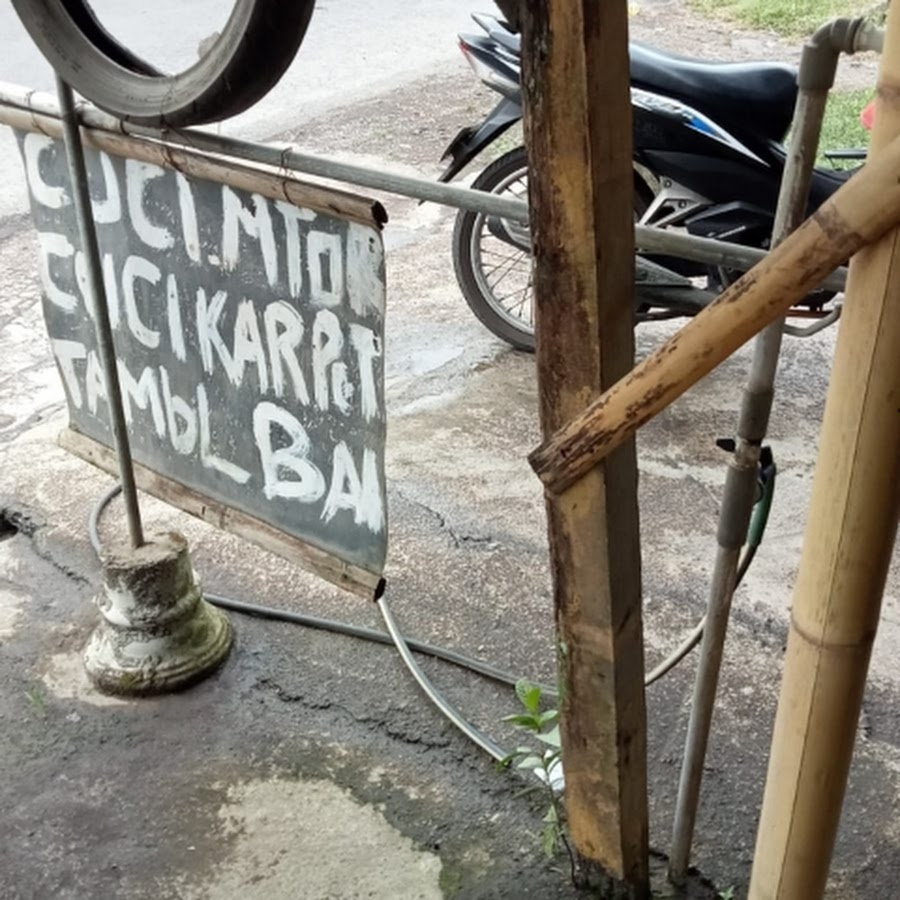 CUCI.MTOR
CUCI KARPeT
TAMbL BAN